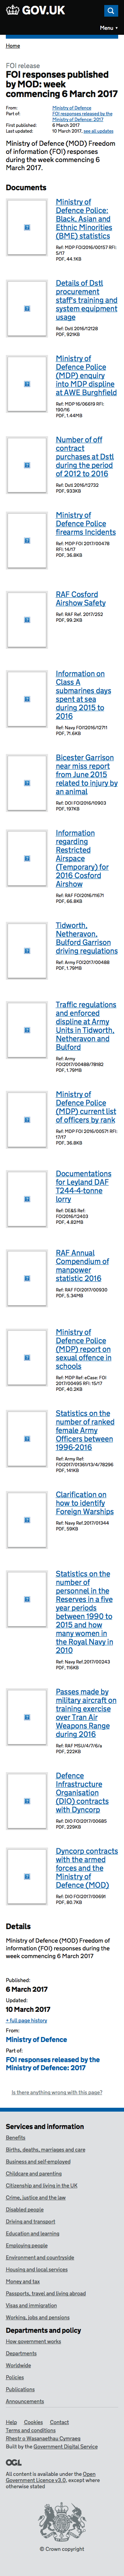 GOV.UK
Menu
Home
FOI release
FOI responses published
by MOD: week
commencing 6 March 2017
From: Ministry of Defence
Part of: FOI responses released by the
Ministry of Defence: 2017
First published: 6 March 2017
Last updated: 10 March 2017, see all updates
Ministry of Defence (MOD) Freedom
of Information (FOI) responses
during the week commencing 6
March 2017.
Documents
Ministry of
Defence Police:
Black, Asian and
Ethnic Minorities
(BME) statistics
Ref: MDP FOI2016/00157 RFI:
5/17
PDF, 44.1KB
Details of Dstl
procurement
staff's training and
system equipment
usage
Ref: Dstl 2016/12128
PDF, 929KB
Ministry of
Defence Police
(MDP) enquiry
into MDP displine
at AWE Burghfield
PDF, 1.44MB
Number of off
contract
purchases at Dstl
during the period
of 2012 to 2016
Ref: Dstl 2016/12732
PDF, 933KB
Ministry of
Defence Police
firearms Incidents
Ref: MDP FOI 2017/00478
RFI: 14/17
PDF, 36.8KB
RAF Cosford
Airshow Safety
Ref: RAF Ref. 2017/252
PDF, 99.3KB
Information on
Class A
submarines days
spent at sea
during 2015 to
2016
Ref: Navy FOI2016/12711
PDF, 71.6KB
Bicester Garrison
near miss report
from June 2015
related to injury by
an animal
Ref: DOI FOI2016/10903
PDF, 197KB
Information
regarding
Restricted
Airspace
(Temporary) for
2016 Cosford
Airshow
Ref: RAF FOI2016/11671
PDF, 66.8KB
Tidworth,
Netheravon,
Bulford Garrison
driving regulations
Ref: Army FOI2017/00488
PDF, 1.79MB
Traffic regulations
and enforced
displine at Army
Units in Tidworth,
Netheravon and
Bulford
Ref: Army
FOI2017/00489/78182
PDF, 1.79MB
Ministry of
Defence Police
(MDP) current list
of officers by rank
Ref: MDP FOI 2016/00571 RFI:
17/17
PDF, 36.8KB
Documentations
for Leyland DAF
T244-4-tonne
lorry
Ref: DE&S Ref:
FOI2016/12403
PDF, 4.82MB
RAF Annual
Compendium of
manpower
statistic 2016
Ref: RAF FOI2017/00930
PDF, 5.34MB
Ministry of
Defence Police
(MDP) report on
sexual offence in
schools
Ref: MDP Ref: eCase: FOI
2017/00495 RFI: 15/17
PDF, 40.2KB
Statistics on the
number of ranked
female Army
Officers between
1996-2016
Ref: Army Ref:
FOI2017/01361/13/4/78296
PDF, 141KB
Clarification on
how to identify
Foreign Warships
Ref: Navy Ref.2017/01344
PDF, 59KB
Statistics on the
number of
personnel in the
Reserves in a five
year periods
between 1990 to
2015 and how
many women in
the Royal Navy in
2010
Ref: Navy Ref.2017/00243
PDF, 116KB
Passes made by
military aircraft on
training exercise
over Tran Air
Weapons Range
during 2016
Ref: RAF MSU/4/7/6/a
PDF, 222KB
Defence
Infrastructure
Organisation
(DIO) contracts
with Dyncorp
Ref: DIO FOI2017/00685
PDF, 229KB
Dyncorp contracts
with the armed
forces and the
Ministry of
Defence (MOD)
Ref: DIO FOI2017/00691
PDF, 80.7KB
Details
Ministry of Defence (MOD) Freedom of
Information (FOI) responses during the
week commencing 6 March 2017
Published:
6 March 2017
Updated:
10 March 2017
+ full page history
From:
Ministry of Defence
Part of:
FOI responses released by the
Ministry of Defence: 2017
Is there anything wrong with this page?
Services and information
Benefits
Births, deaths, marriages and care
Business and self-employed
Childcare and parenting
Citizenship and living in the UK
Crime, justice and the law
Disabled people
Driving and transport
Education and learning
Employing people
Environment and countryside
Housing and local services
Money and tax
Passports, travel and living abroad
Visas and immigration
Working, jobs and pensions
Departments and policy
How government works
Departments
Worldwide
Policies
Publications
Announcements
Help Cookies Contact
Terms and conditions
Rhestr o Wasanaethau Cymraeg
Built by the Government Digital Service
OGL
All content is available under the Open
Government Licence v3.0, except where
otherwise stated
© Crown copyright